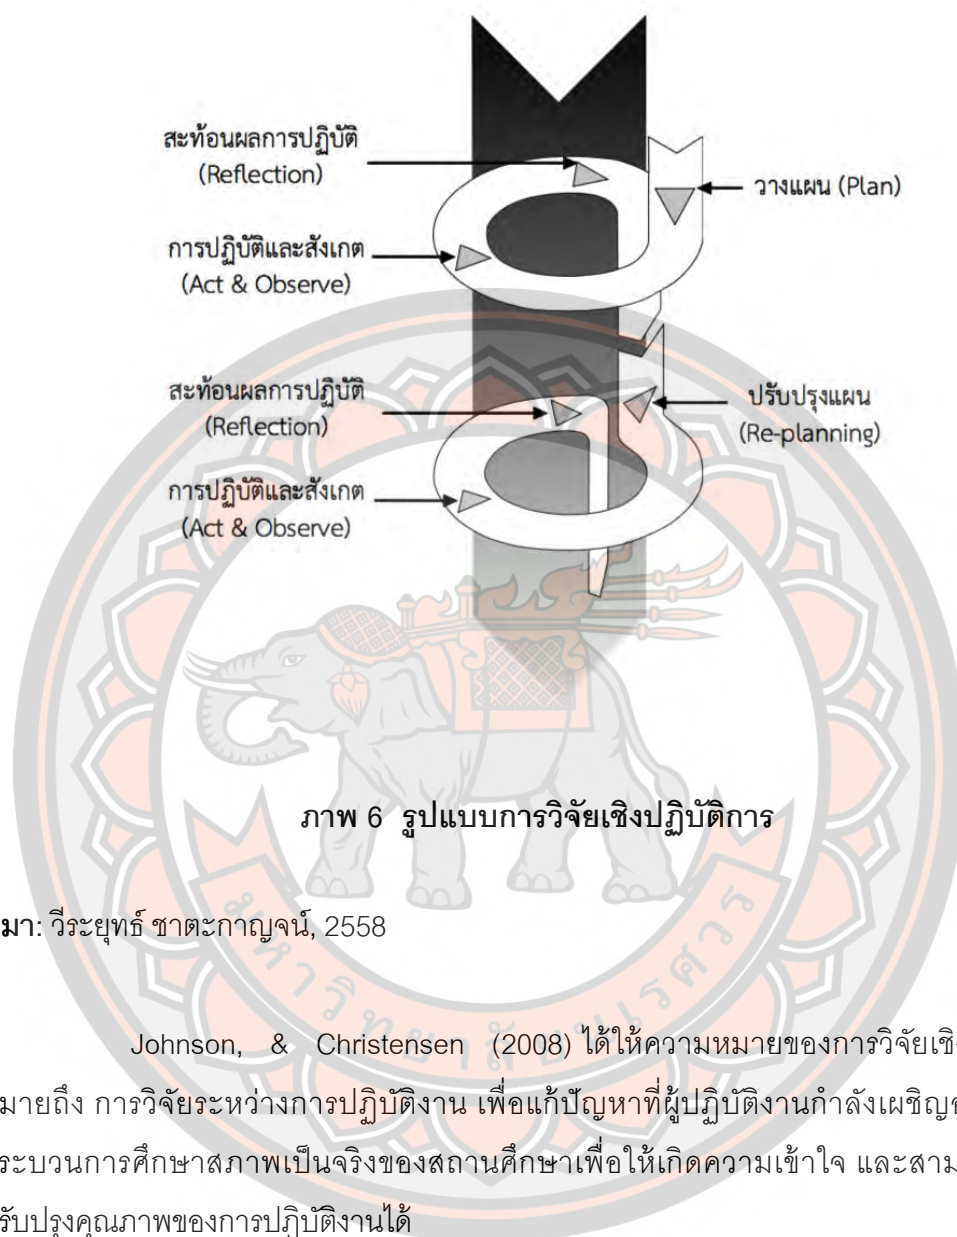 สะท้อนผลการปฏิบัติ
(Reflection)
วางแผน (Plan)
การปฏิบัติและสังเกต
(Act & Observe)
สะท้อนผลการปฏิบัติ
(Reflection)
ปรับปรุงแผน
(Re-planning)
การปฏิบัติและสังเกต
(Act & Observe)
ภาพ 6 รูปแบบการวิจัยเชิงปฏิบัติการ
มา: วีระยุทธ์ ชาตะกาญจน์, 2558
มหาวิทยาลัยนเรศวร
Johnson, & Christensen (2008) ได้ให้ความหมายของการวิจัยเชิ
มายถึง การวิจัยระหว่างการปฏิบัติงาน เพื่อแก้ปัญหาที่ผู้ปฏิบัติงานกำลังเผชิญ
ระบวนการศึกษาสภาพเป็นจริงของสถานศึกษาเพื่อให้เกิดความเข้าใจ และสาม
รับปรุงคุณภาพของการปฏิบัติงานได้